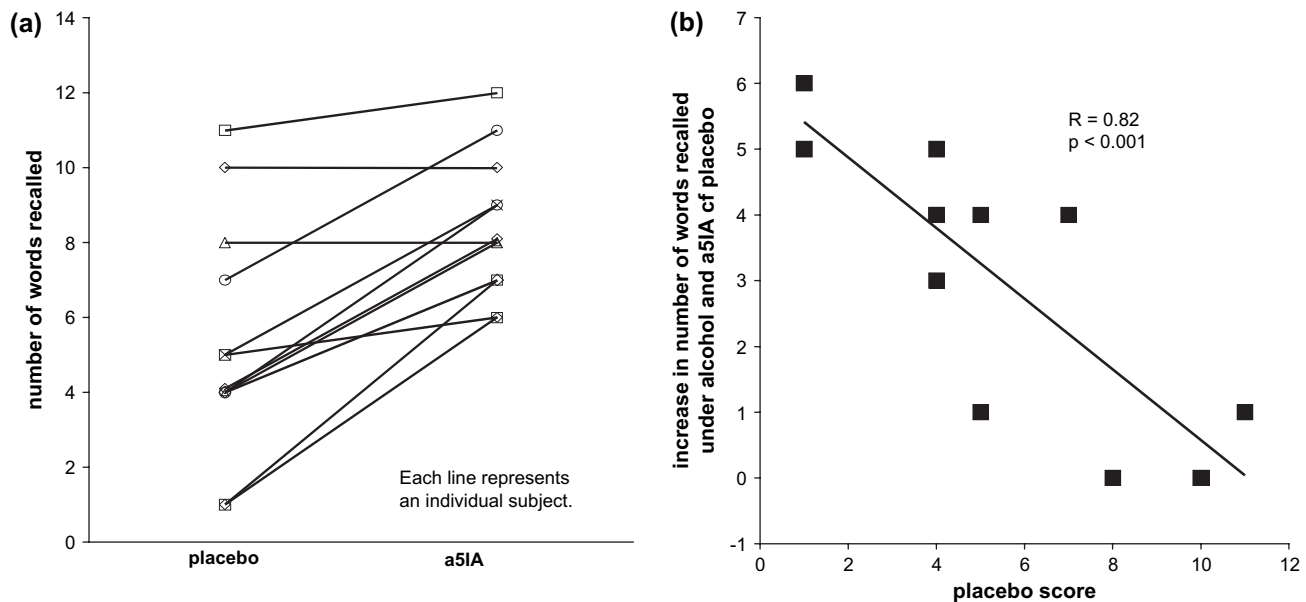 (a)
14
12
10
8
6
4
2
0
number of words recalled
placebo
a5IA
Each line represents
an individual subject.
(b)
7
6
5
4
3
2
1
0
-1
increase in number of words recalled
under alcohol and a5IA cf placebo
R = 0.82
p < 0.001
0 2 4 6 8 10 12
placebo score